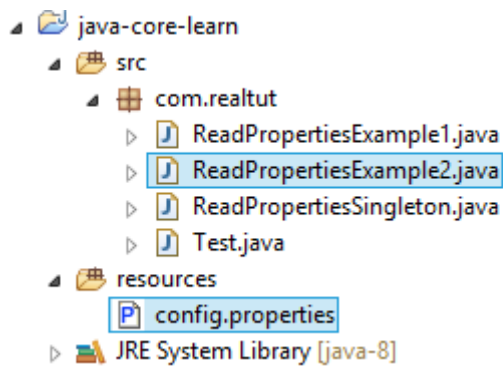 java-core-learn
src
com.realtut
ReadPropertiesExample1.java
ReadPropertiesExample2.java
ReadPropertiesSingleton.java
Test.java
resources
config.properties
JRE System Library [java-8]